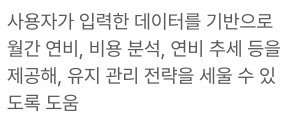 사용자가 입력한 데이터를 기반으로
월간 연비, 비용 분석, 연비 추세 등을
제공해, 유지 관리 전략을 세울 수 있
도록 도움